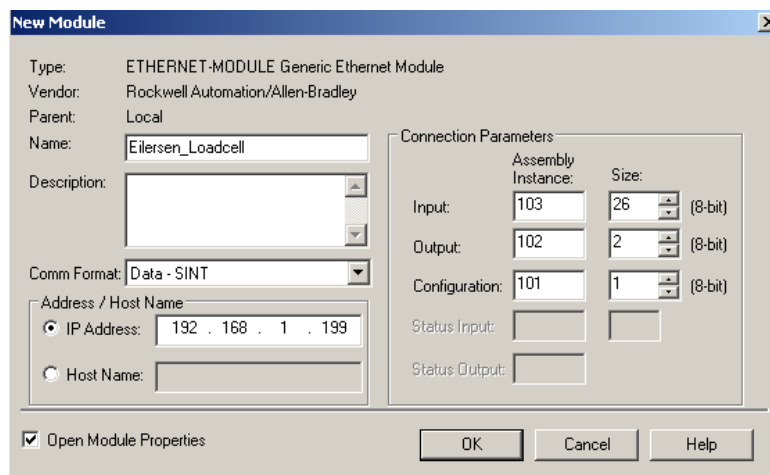 New Module
Type: ETHERNET-MODULE Generic Ethernet Module
Vendor: Rockwell Automation/Allen-Bradley
Parent: Local
Name: Eilersen_Loadcell
Description:
Comm Format: Data - SINT
Address / Host Name
IP Address: 192 . 168 . 1 . 199
Host Name:
Connection Parameters
Assembly Instance: Size:
Input: 103 26 (8-bit)
Output: 102 2 (8-bit)
Configuration: 101 1 (8-bit)
Status Input:
Status Output:
Open Module Properties
OK Cancel Help